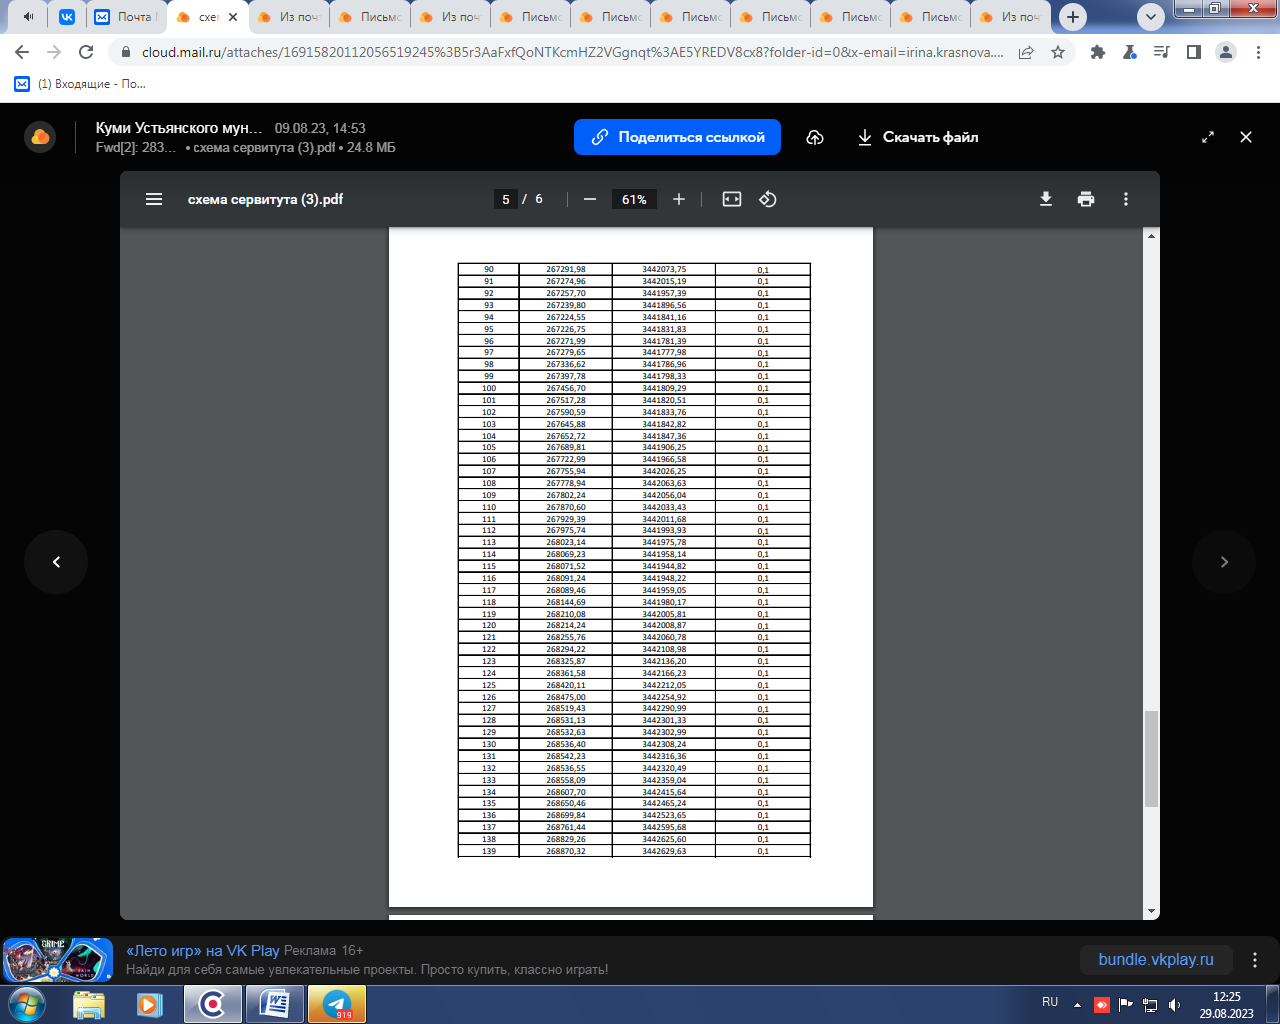 Почта
схе
Из поч
Письмо
Из поч
Письмо
Письмо
Письмо
Письмо
Письмо
Письмо
Из поч
cloud.mail.ru/attaches/16915820112056519245%3B5r3AaFxfQoNTKcmHZ2VGgnqt%3AE5YREDV8cx8?folder-id=0&x-email=irina.krasnova....
(1) Входящие - По...
Куми Устьянского мун... 09.08.23, 14:53
Fwd[2]: 283... • схема сервитута (3).pdf • 24.8 МБ
Поделиться ссылкой
Скачать файл
схема сервитута (3).pdf
5 / 6
61%
90 267291,98 3442073,75 0,1
91 267274,96 3442015,19 0,1
92 267257,70 3441957,39 0,1
93 267239,80 3441896,56 0,1
94 267224,55 3441841,16 0,1
95 267226,75 3441831,83 0,1
96 267271,99 3441781,39 0,1
97 267279,65 3441777,98 0,1
98 267336,62 3441786,96 0,1
99 267397,78 3441798,33 0,1
100 267456,70 3441809,29 0,1
101 267517,28 3441820,51 0,1
102 267590,59 3441833,76 0,1
103 267645,88 3441842,82 0,1
104 267652,72 3441847,36 0,1
105 267689,81 3441906,25 0,1
106 267722,99 3441966,58 0,1
107 267755,94 3442026,25 0,1
108 267778,94 3442063,63 0,1
109 267802,24 3442056,04 0,1
110 267870,60 3442033,43 0,1
111 267929,39 3442011,68 0,1
112 267975,74 3441993,93 0,1
113 268023,14 3441975,78 0,1
114 268069,23 3441958,14 0,1
115 268071,52 3441944,82 0,1
116 268091,24 3441948,22 0,1
117 268089,46 3441959,05 0,1
118 268144,69 3441980,17 0,1
119 268210,08 3442005,81 0,1
120 268214,24 3442008,87 0,1
121 268255,76 3442060,78 0,1
122 268294,22 3442108,98 0,1
123 268325,87 3442136,20 0,1
124 268361,58 3442166,23 0,1
125 268420,11 3442212,05 0,1
126 268475,00 3442254,92 0,1
127 268519,43 3442290,99 0,1
128 268531,13 3442301,33 0,1
129 268532,63 3442302,99 0,1
130 268536,40 3442308,24 0,1
131 268542,23 3442316,36 0,1
132 268536,55 3442320,49 0,1
133 268558,09 3442359,04 0,1
134 268607,70 3442415,64 0,1
135 268650,46 3442465,24 0,1
136 268699,84 3442523,65 0,1
137 268761,44 3442595,68 0,1
138 268829,26 3442625,60 0,1
139 268870,32 3442629,63 0,1
«Лето игр» на VK Play Реклама 16+
Найди для себя самые увлекательные проекты. Просто купить, классно играть!
bundle.vkplay.ru
919
RU
12:25
29.08.2023